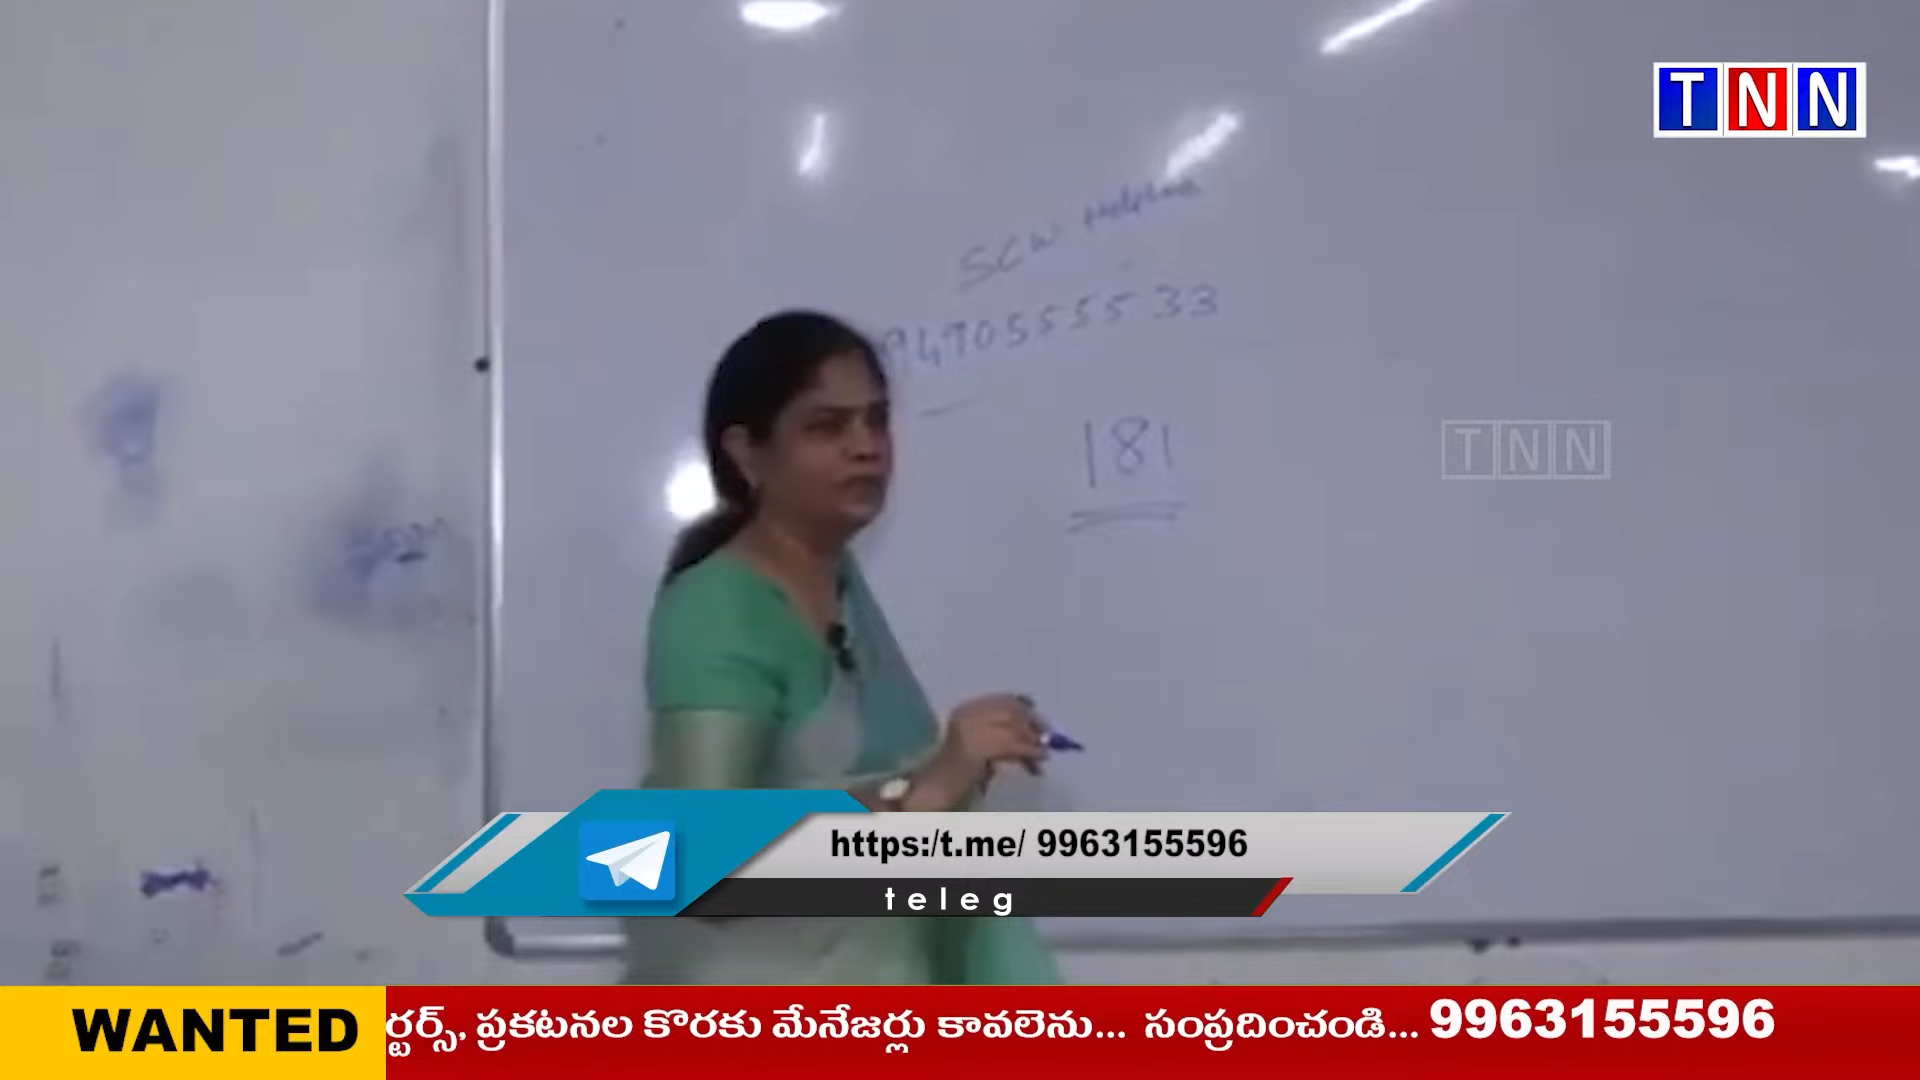 TNN
SCW Helpline
9490555533
181
TNN
https:/t.me/ 9963155596
teleg
WANTED
ర్టర్స్, ప్రకటనల కొరకు మేనేజర్లు కావలెను... సంప్రదించండి... 9963155596